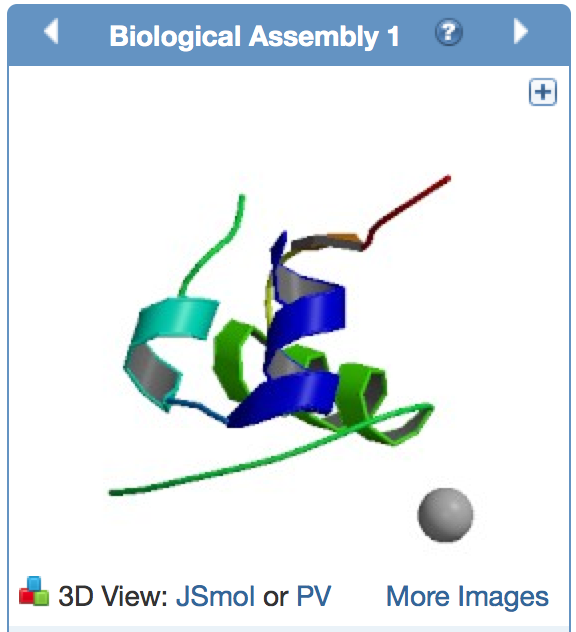 Biological Assembly 1 ?
3D View: JSmol or PV More Images